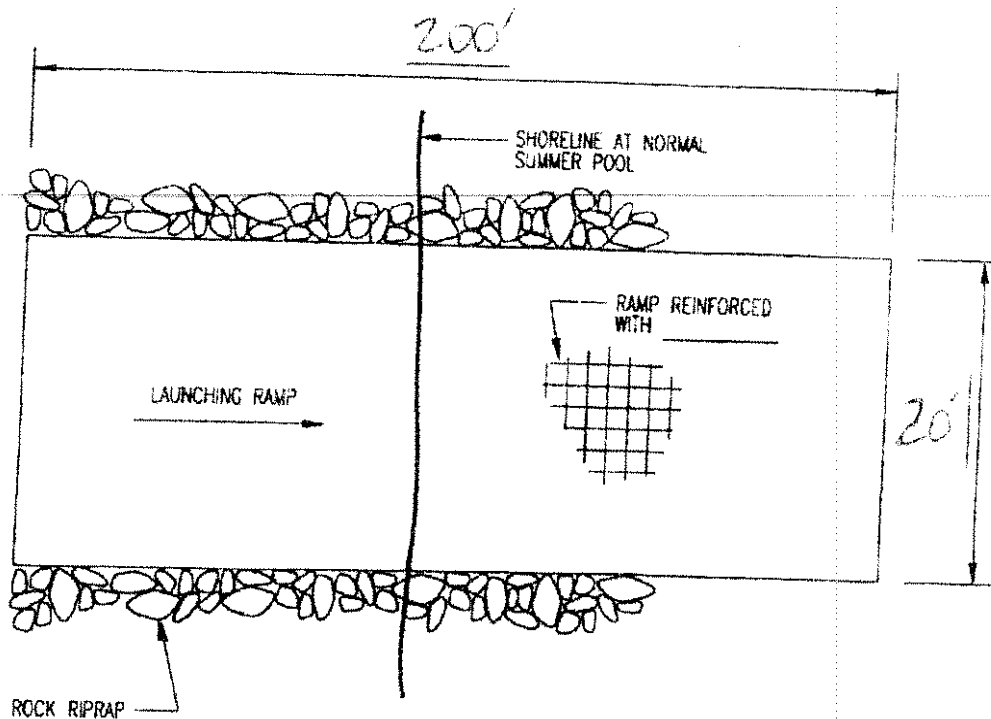 200'
SHORELINE AT NORMAL
SUMMER POOL
RAMP REINFORCED
WITH
LAUNCHING RAMP
20'
ROCK RIPRAP